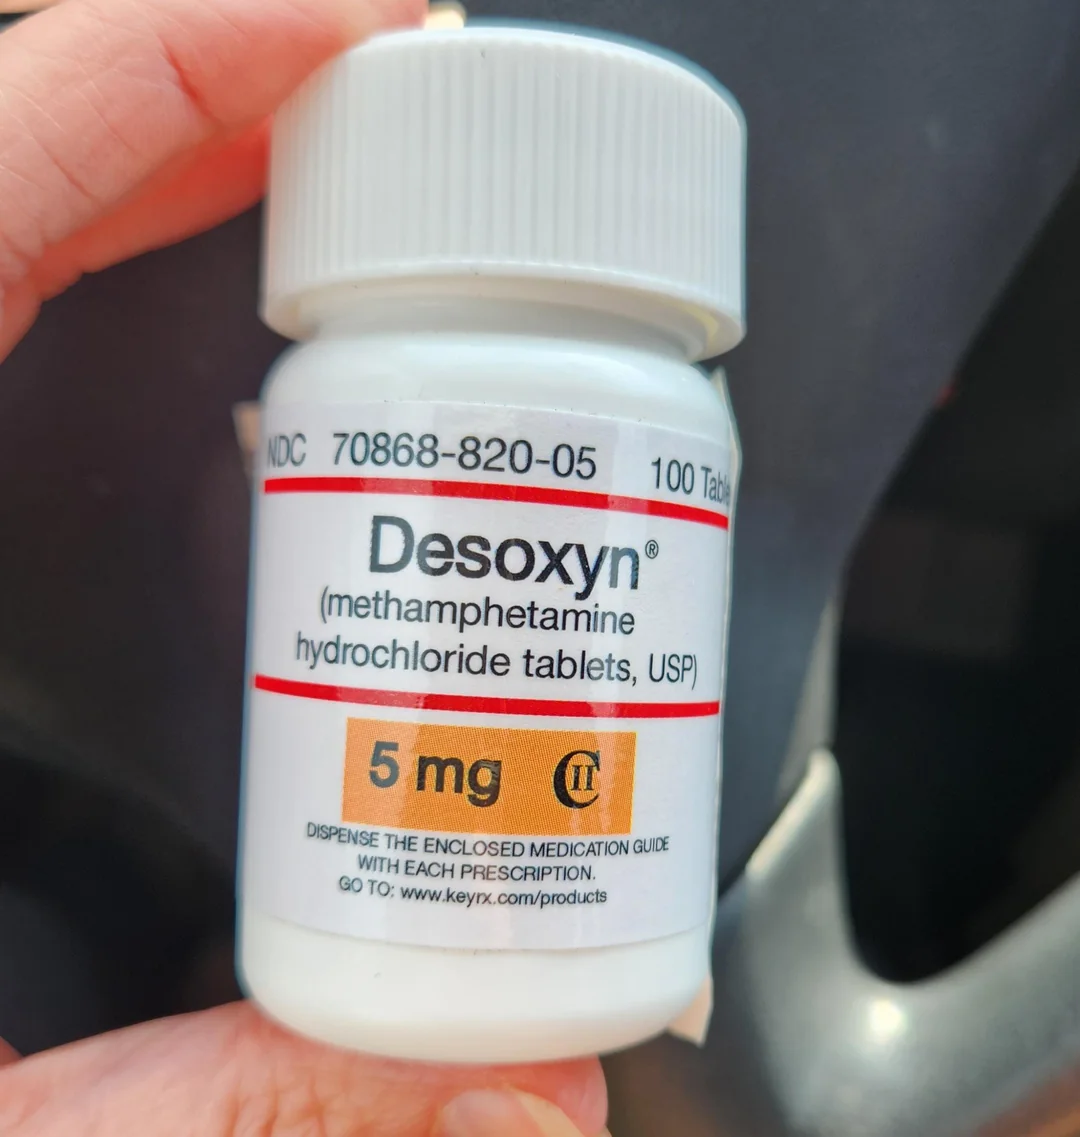 NDC 70868-820-05 100 Table
Desoxyn®
(methamphetamine
hydrochloride tablets, USP)
5 mg CII
DISPENSE THE ENCLOSED MEDICATION GUIDE
WITH EACH PRESCRIPTION.
GO TO: www.keyrx.com/products